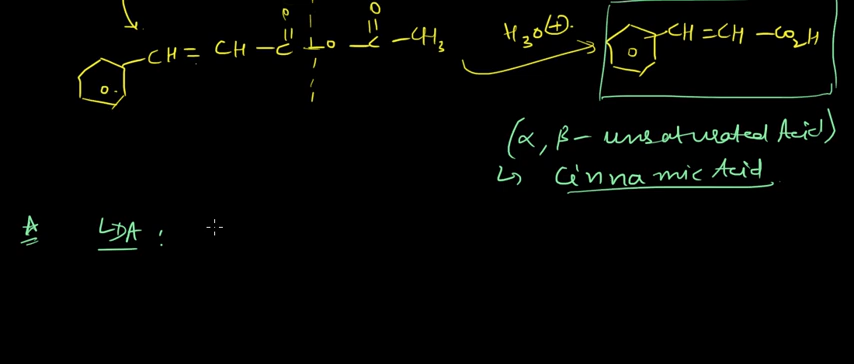 O O
CH = CH - C - O - C - CH3
H3O⊕
CH = CH - CO2H
(α, β - unsaturated Acid)
↳ Cinnamic Acid
A LDA :